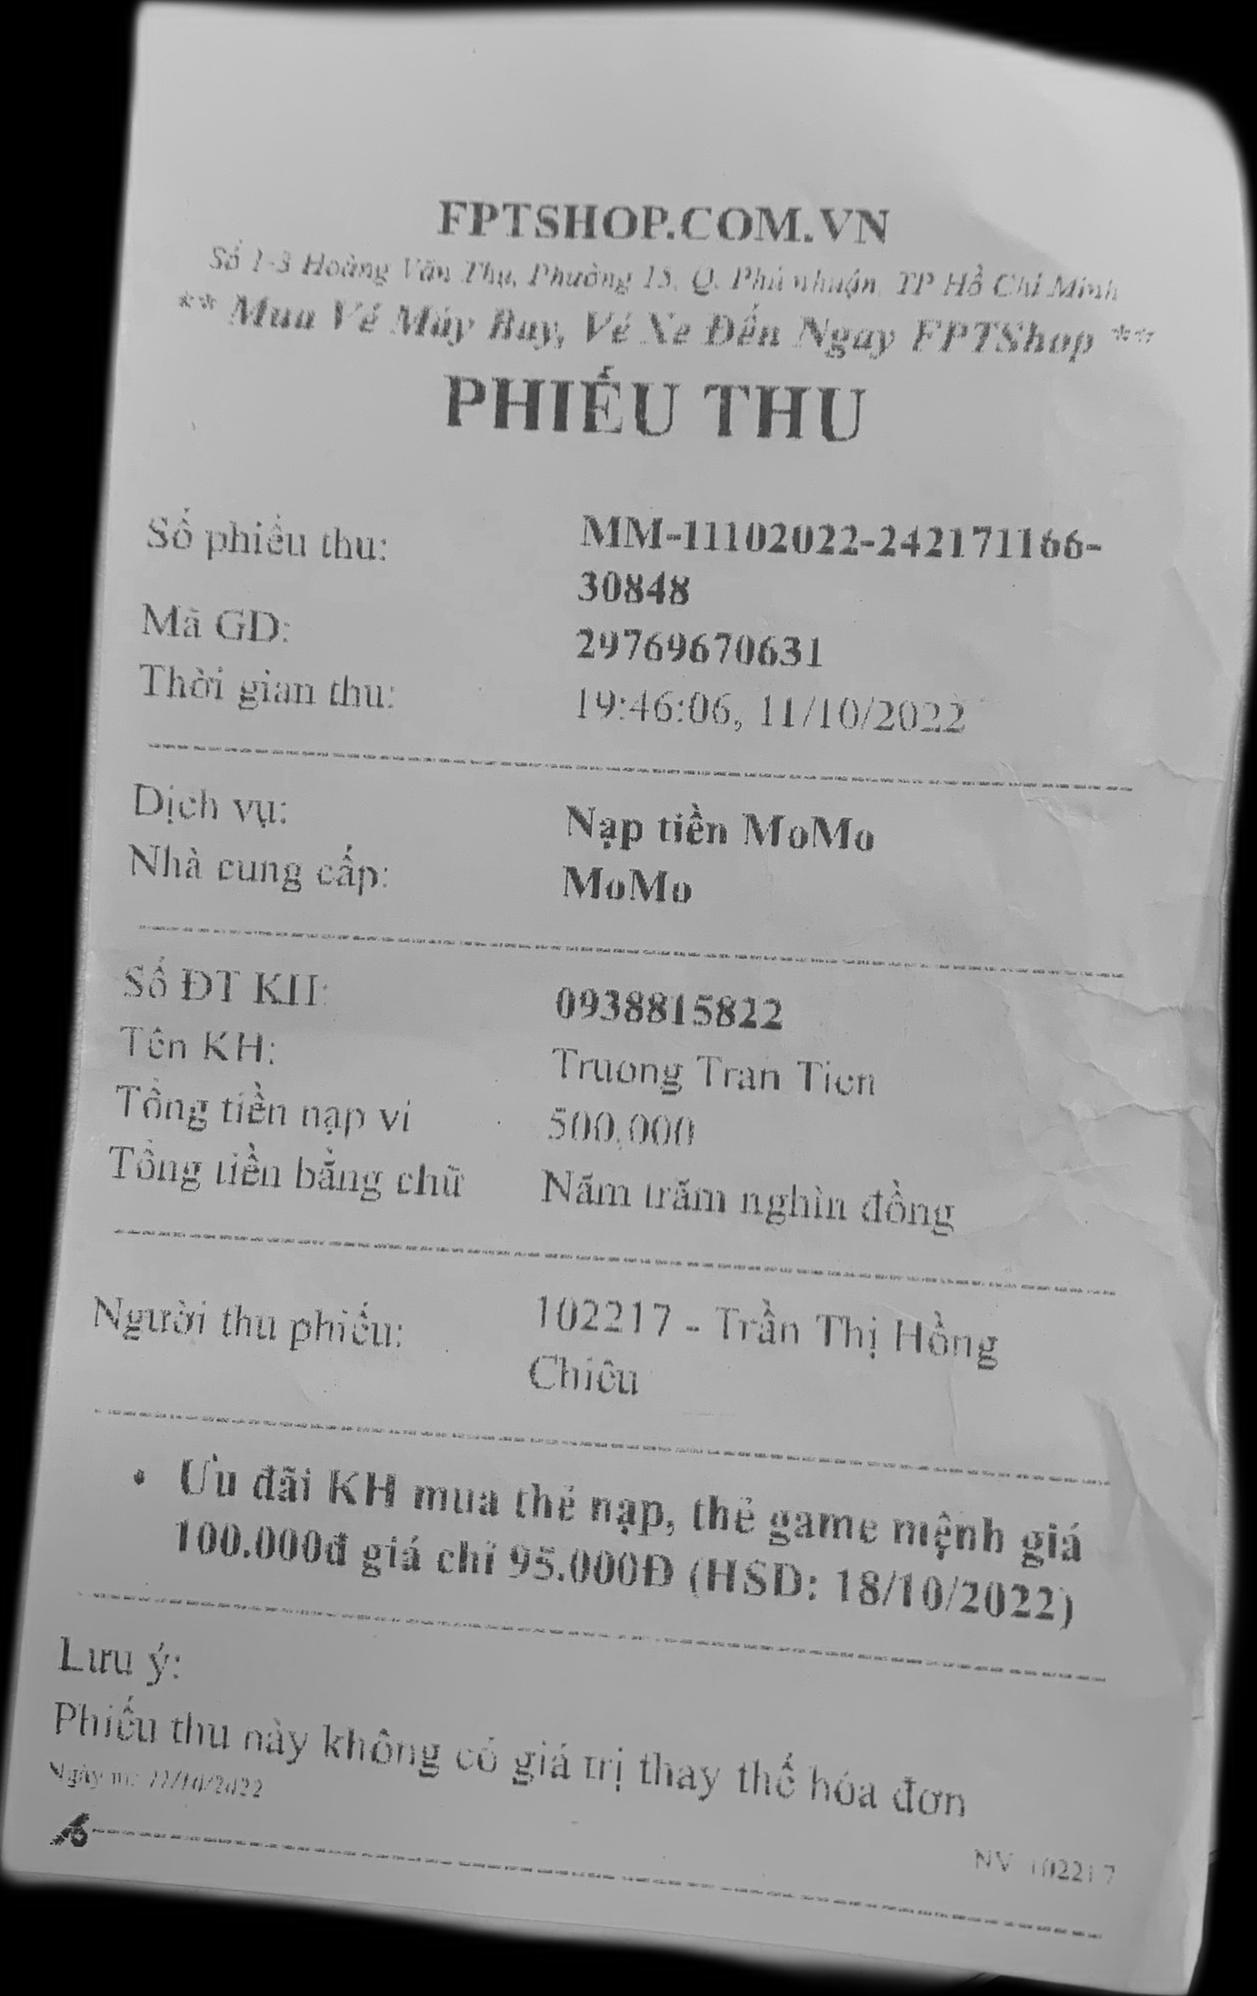 FPTSHOP.COM.VN
Số 1-3 Hoàng Văn Thụ, Phường 15, Q. Phú nhuận, TP Hồ Chí Minh
** Mua Vé Máy Bay, Vé Xe Đến Ngay FPTShop **
PHIẾU THU
Số phiếu thu: MM-11102022-242171166-
30848
Mã GD: 29769670631
Thời gian thu: 19:46:06, 11/10/2022
Dịch vụ: Nạp tiền MoMo
Nhà cung cấp: MoMo
Số ĐT KH: 0938815822
Tên KH: Truong Tran Tien
Tổng tiền nạp ví 500,000
Tổng tiền bằng chữ Năm trăm nghìn đồng
Người thu phiếu: 102217 - Trần Thị Hồng
Chiêu
• Ưu đãi KH mua thẻ nạp, thẻ game mệnh giá
100.000đ giá chỉ 95.000Đ (HSD: 18/10/2022)
Lưu ý:
Phiếu thu này không có giá trị thay thế hóa đơn
Ngày in: 11/10/2022
NV: 102217